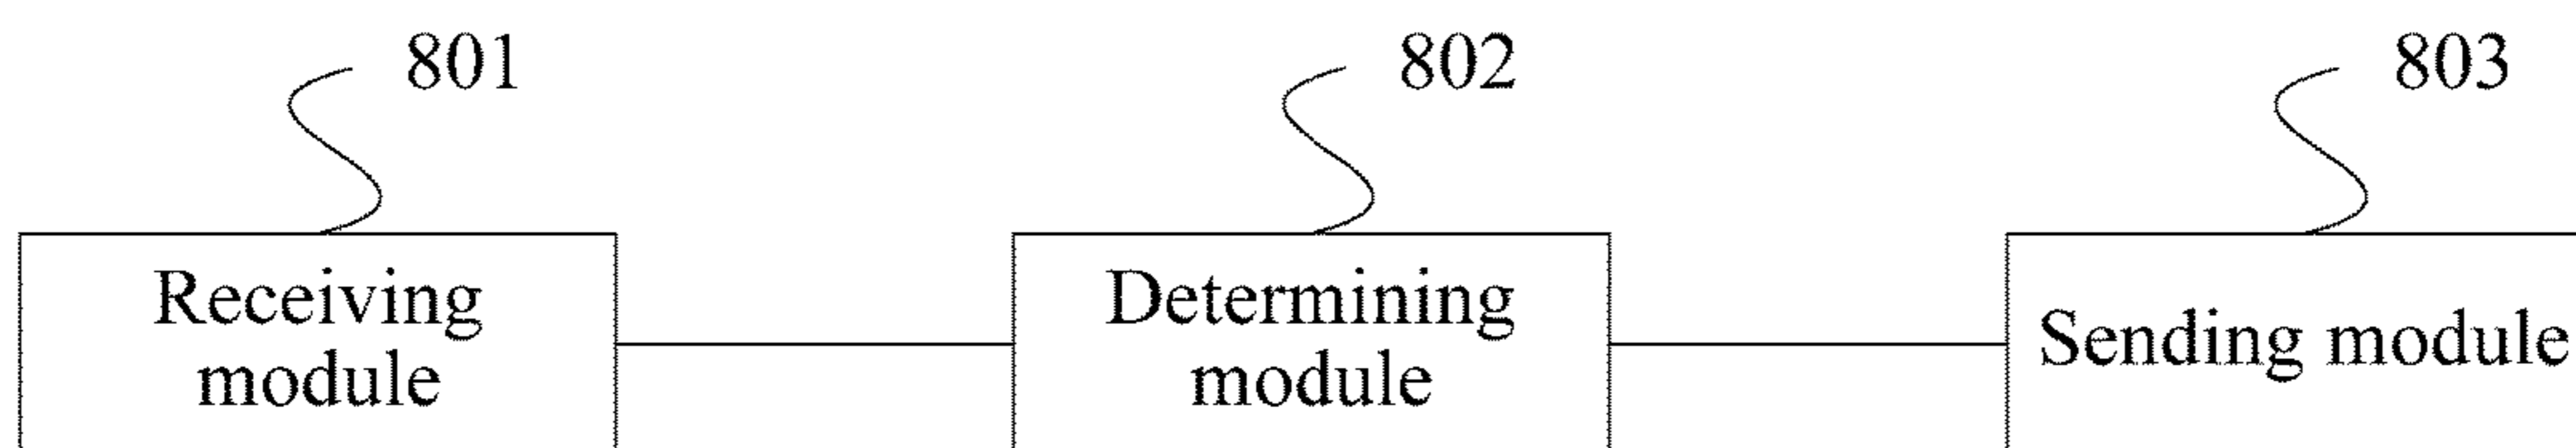 801
802
803
Receiving
module
Determining
module
Sending module